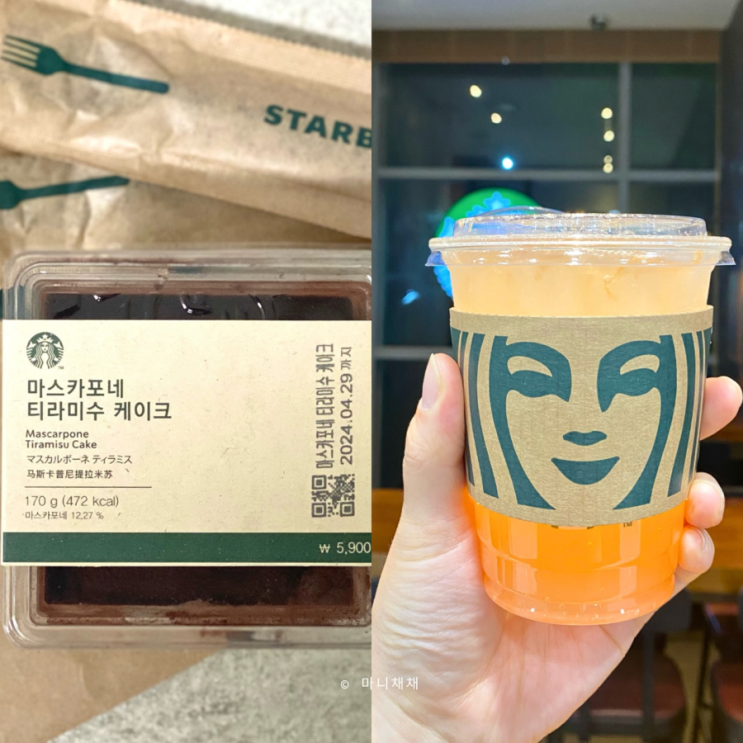 STARB
마스카포네
티라미수 케이크
Mascarpone
Tiramisu Cake
マスカルポーネ ティラミス
马斯卡普尼提拉米苏
170 g (472 kcal)
·마스카포네 12.27 %
마스카포네 티라미수 케이크
2024.04.29 까지
₩ 5,900
© 마니채채